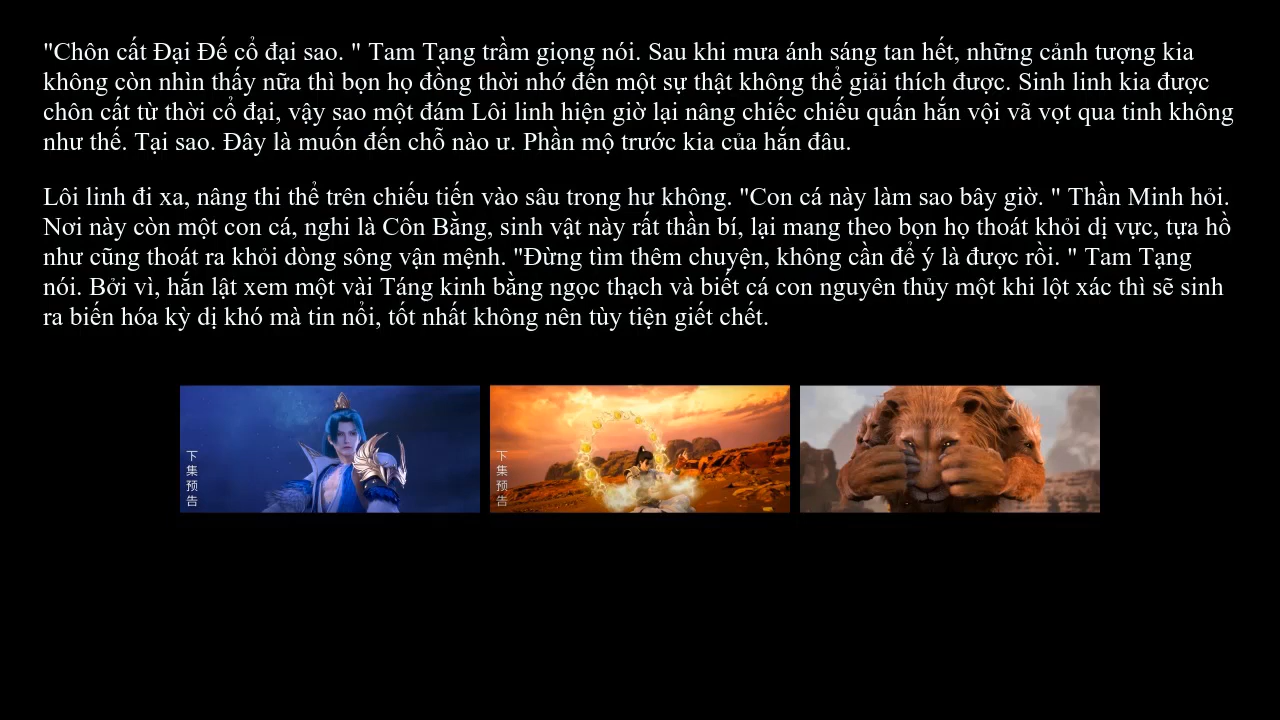 "Chôn cất Đại Đế cổ đại sao. " Tam Tạng trầm giọng nói. Sau khi mưa ánh sáng tan hết, những cảnh tượng kia
không còn nhìn thấy nữa thì bọn họ đồng thời nhớ đến một sự thật không thể giải thích được. Sinh linh kia được
chôn cất từ thời cổ đại, vậy sao một đám Lôi linh hiện giờ lại nâng chiếc chiếu quấn hắn vội vã vọt qua tinh không
như thế. Tại sao. Đây là muốn đến chỗ nào ư. Phần mộ trước kia của hắn đâu.
Lôi linh đi xa, nâng thi thể trên chiếu tiến vào sâu trong hư không. "Con cá này làm sao bây giờ. " Thần Minh hỏi.
Nơi này còn một con cá, nghi là Côn Bằng, sinh vật này rất thần bí, lại mang theo bọn họ thoát khỏi dị vực, tựa hồ
như cũng thoát ra khỏi dòng sông vận mệnh. "Đừng tìm thêm chuyện, không cần để ý là được rồi. " Tam Tạng
nói. Bởi vì, hắn lật xem một vài Táng kinh bằng ngọc thạch và biết cá con nguyên thủy một khi lột xác thì sẽ sinh
ra biến hóa kỳ dị khó mà tin nổi, tốt nhất không nên tùy tiện giết chết.
下集预告
下集预告